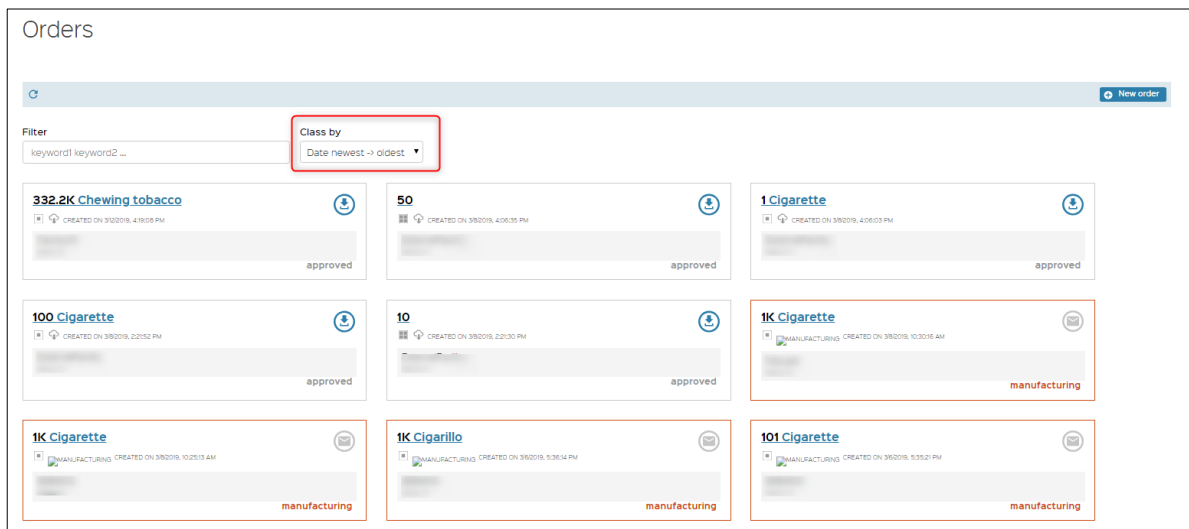 Orders
New order
Filter
Class by
keyword1 keyword2 ...
Date newest -> oldest
332.2K Chewing tobacco
CREATED ON 3/12/2019, 4:19:08 PM
approved
50
CREATED ON 3/8/2019, 4:06:35 PM
approved
1 Cigarette
CREATED ON 3/8/2019, 4:06:03 PM
approved
100 Cigarette
CREATED ON 3/8/2019, 2:21:52 PM
approved
10
CREATED ON 3/8/2019, 2:21:30 PM
approved
1K Cigarette
MANUFACTURING CREATED ON 3/8/2019, 10:30:16 AM
manufacturing
1K Cigarette
MANUFACTURING CREATED ON 3/8/2019, 10:25:13 AM
manufacturing
1K Cigarillo
MANUFACTURING CREATED ON 3/6/2019, 5:36:14 PM
manufacturing
101 Cigarette
MANUFACTURING CREATED ON 3/6/2019, 5:35:21 PM
manufacturing